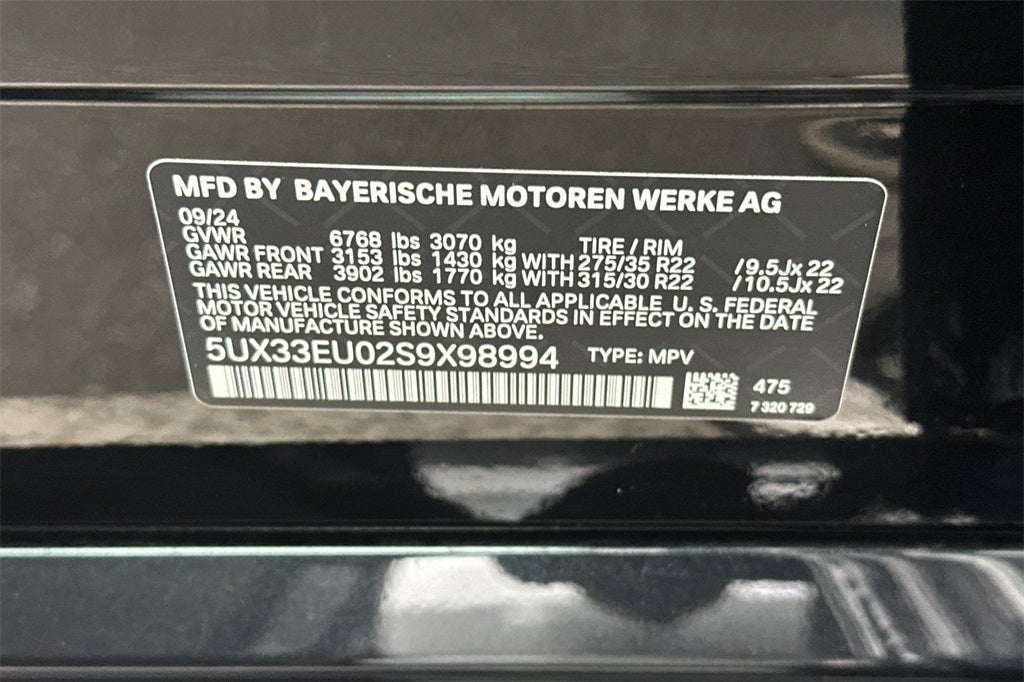 MFD BY BAYERISCHE MOTOREN WERKE AG
09/24
GVWR 6768 lbs 3070 kg TIRE / RIM
GAWR FRONT 3153 lbs 1430 kg WITH 275/35 R22 /9.5Jx 22
GAWR REAR 3902 lbs 1770 kg WITH 315/30 R22 /10.5Jx 22
THIS VEHICLE CONFORMS TO ALL APPLICABLE U. S. FEDERAL
MOTOR VEHICLE SAFETY STANDARDS IN EFFECT ON THE DATE
OF MANUFACTURE SHOWN ABOVE.
5UX33EU02S9X98994 TYPE: MPV
475
7 320 729